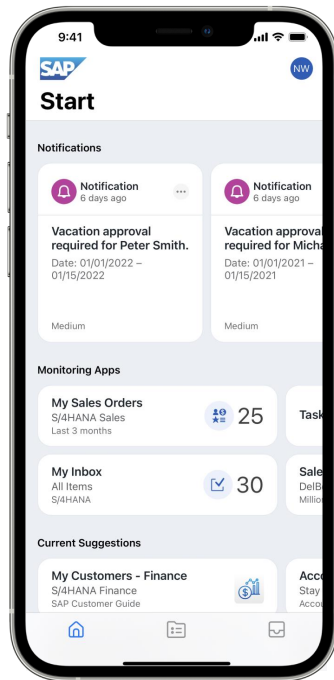 9:41
SAP
NW
Start
Notifications
Notification
6 days ago
Vacation approval
required for Peter Smith.
Date: 01/01/2022 –
01/15/2022
Medium
Notification
6 days ago
Vacation approval
required for Micha
Date: 01/01/2021 –
01/15/2021
Medium
Monitoring Apps
My Sales Orders
S/4HANA Sales
Last 3 months
25
Task
My Inbox
All Items
S/4HANA
30
Sale
DelB
Million
Current Suggestions
My Customers - Finance
S/4HANA Finance
SAP Customer Guide
Acco
Stay
Accor